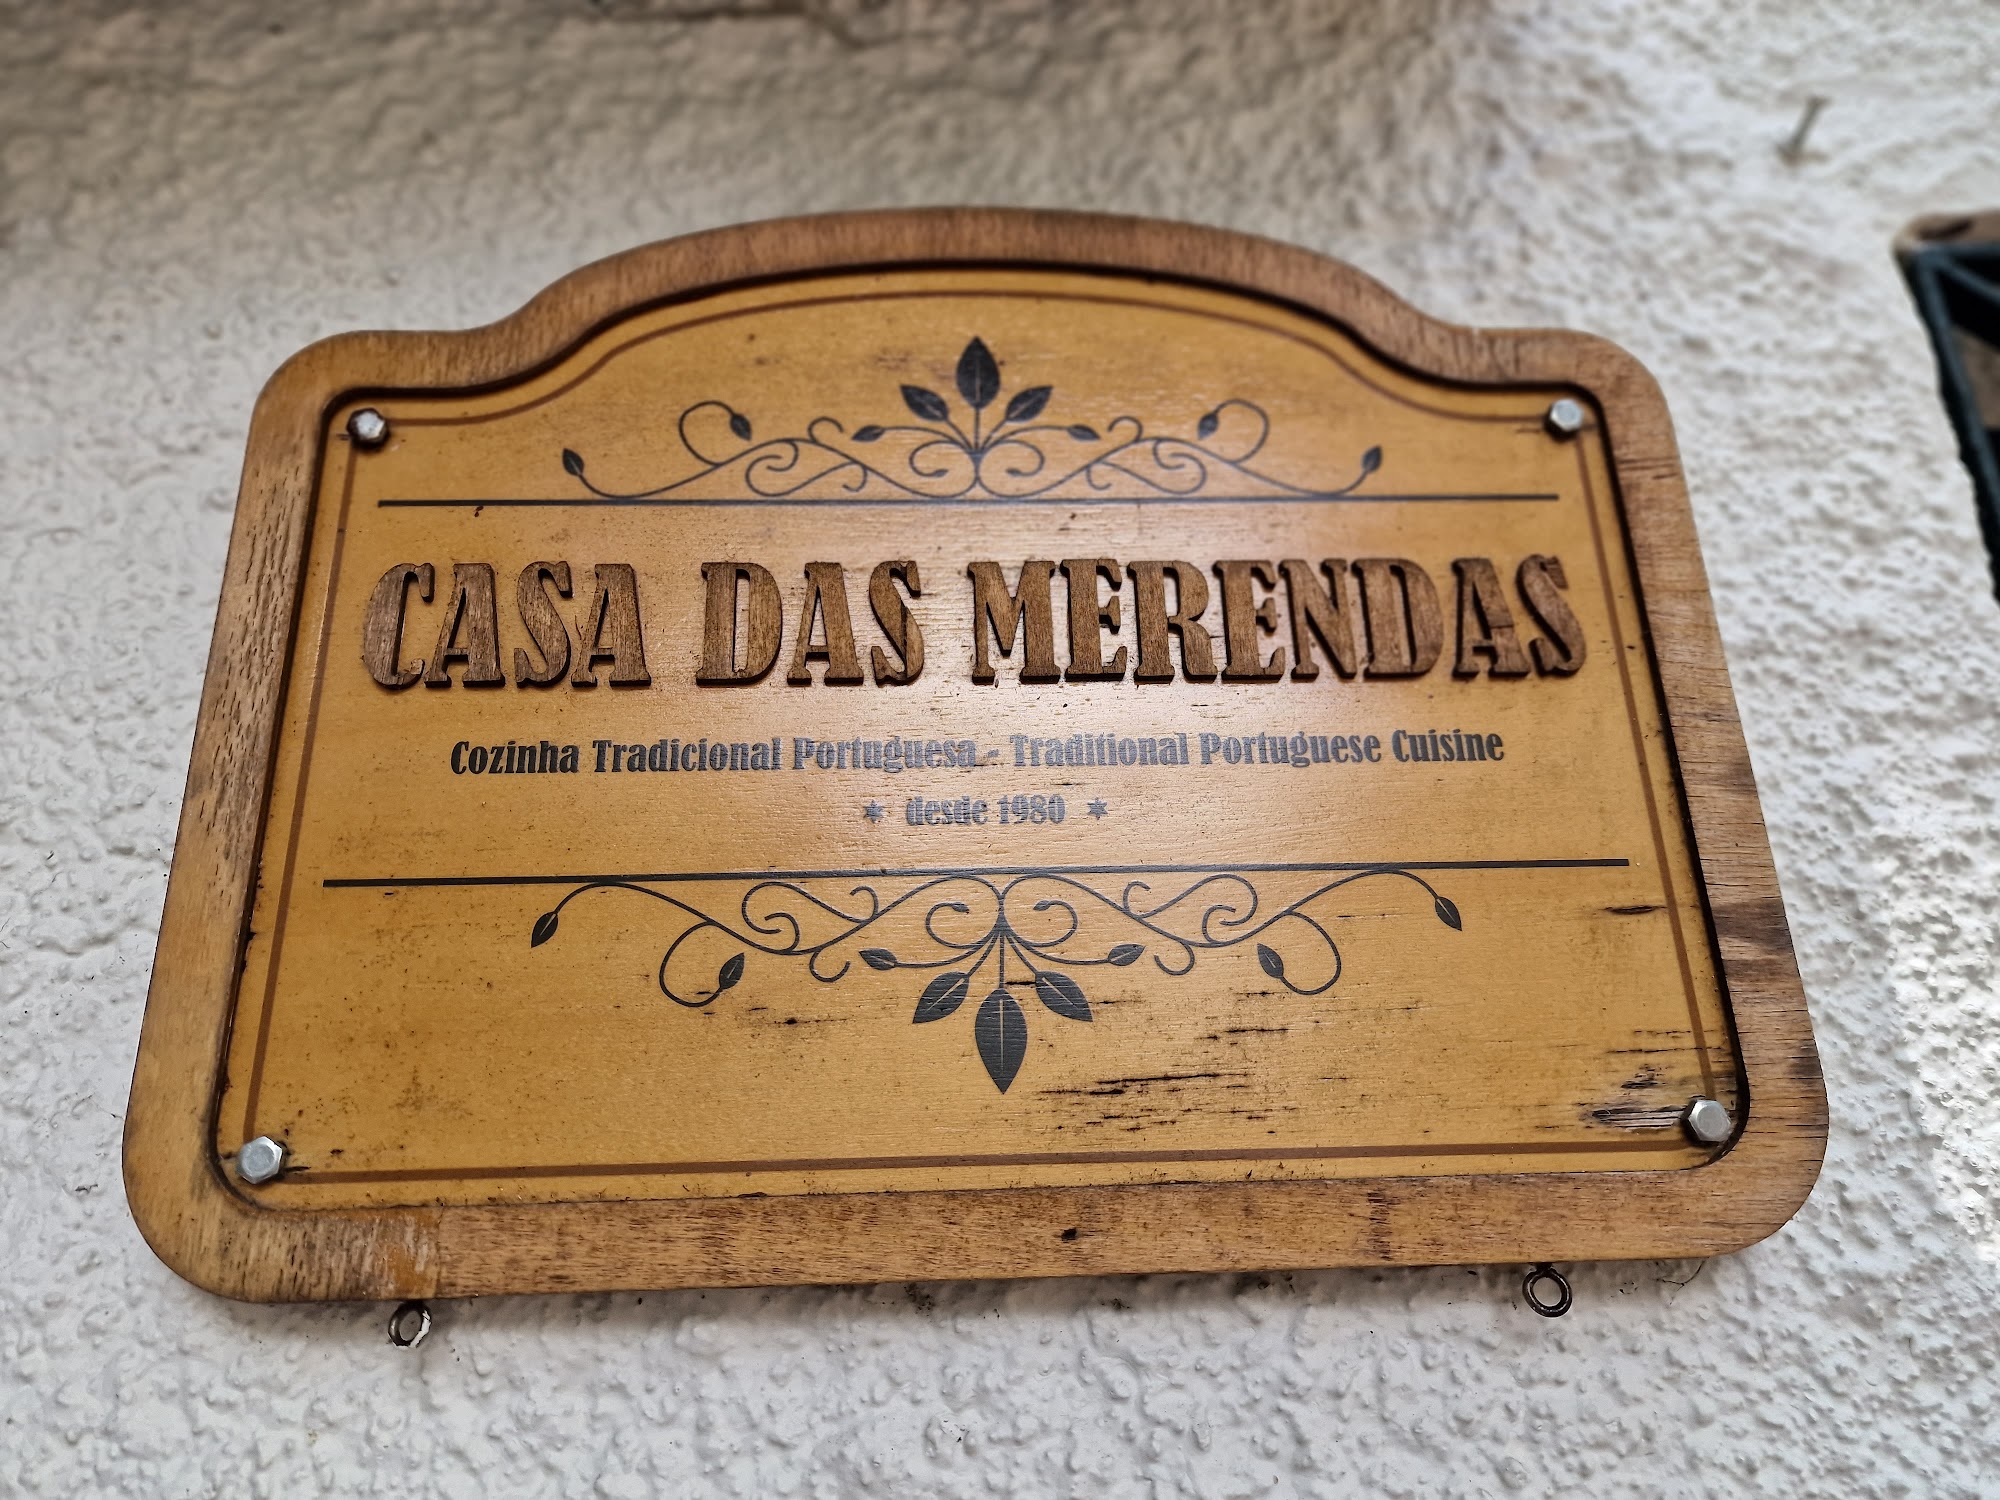 CASA DAS MERENDAS
Cozinha Tradicional Portuguesa - Traditional Portuguese Cuisine
* desde 1980 *